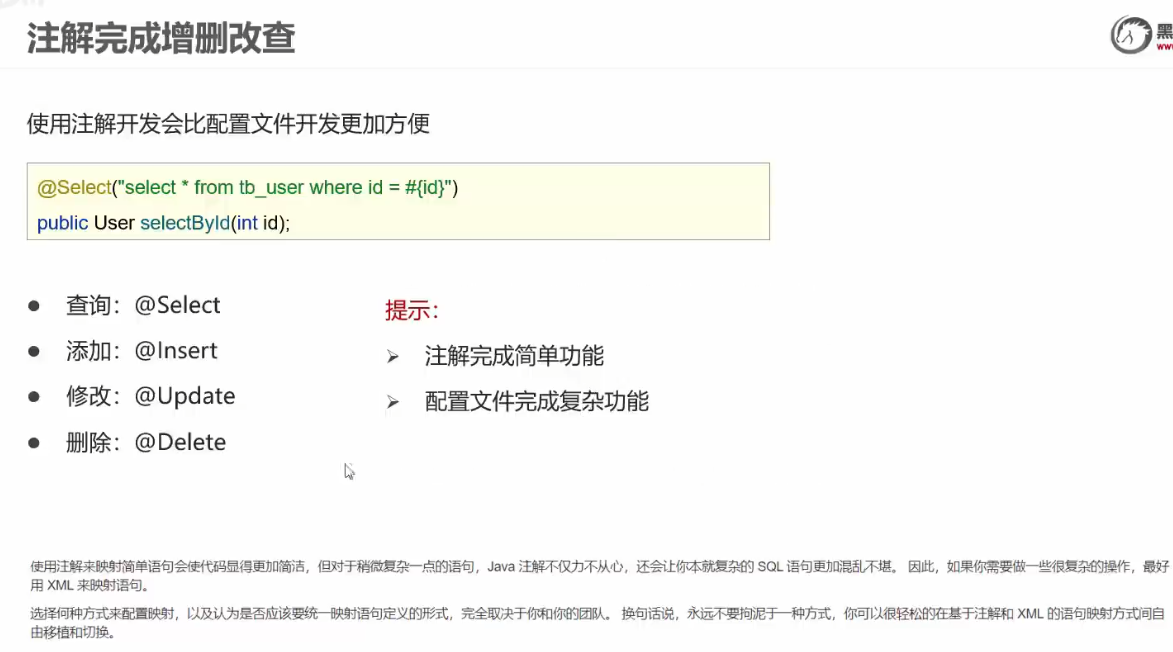 注解完成增删改查
黑
www
使用注解开发会比配置文件开发更加方便
@Select("select * from tb_user where id = #{id}")
public User selectById(int id);
● 查询：@Select
● 添加：@Insert
● 修改：@Update
● 删除：@Delete
提示：
➢ 注解完成简单功能
➢ 配置文件完成复杂功能
使用注解来映射简单语句会使代码显得更加简洁，但对于稍微复杂一点的语句，Java 注解不仅力不从心，还会让你本就复杂的 SQL 语句更加混乱不堪。 因此，如果你需要做一些很复杂的操作，最好
用 XML 来映射语句。
选择何种方式来配置映射，以及认为是否应该要统一映射语句定义的形式，完全取决于你和你的团队。 换句话说，永远不要拘泥于一种方式，你可以很轻松的在基于注解和 XML 的语句映射方式间自
由移植和切换。